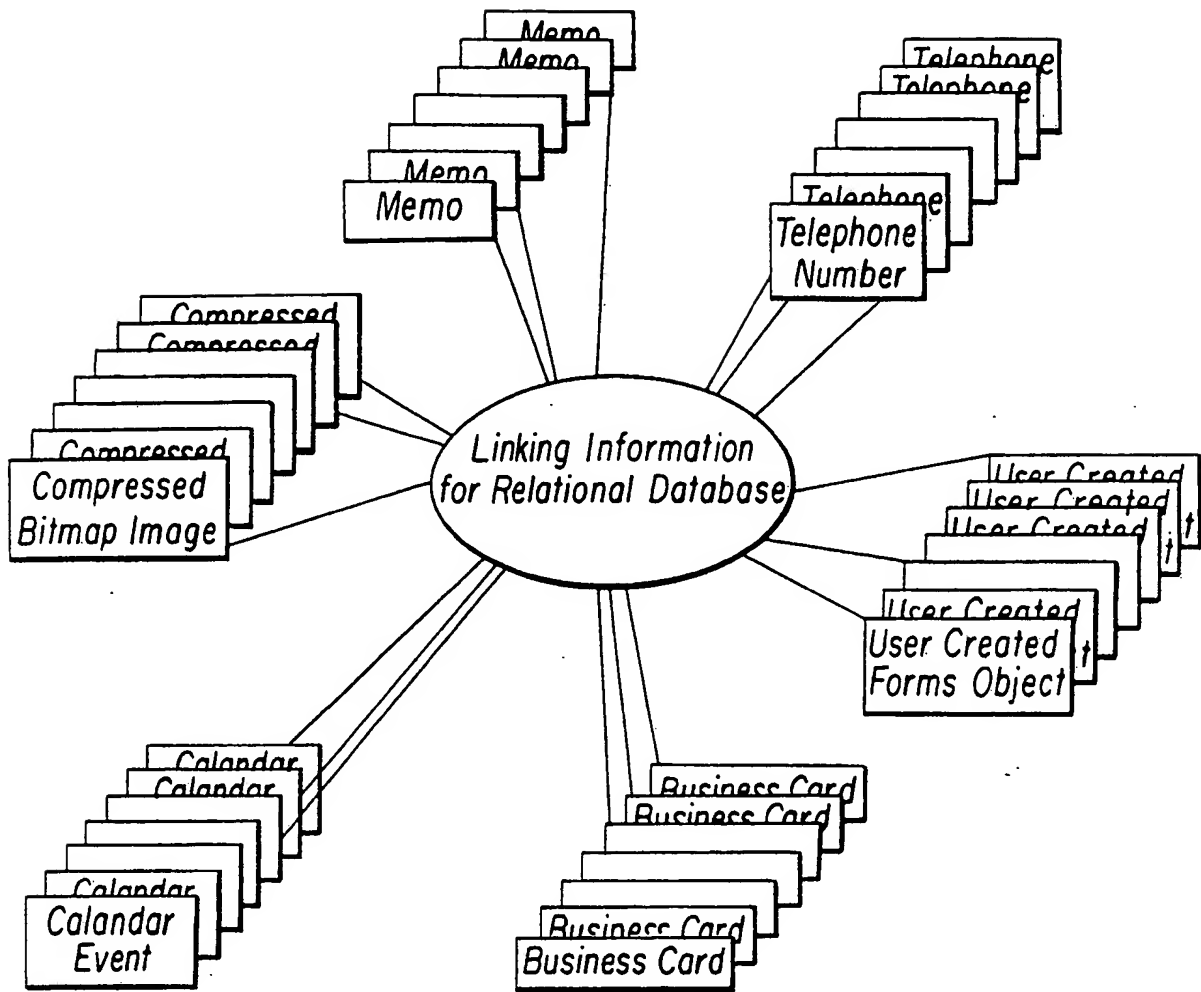 Memo
Memo
Memo
Memo
Telephone
Telephone
Telephone
Telephone
Number
Compressed
Compressed
Compressed
Compressed
Bitmap Image
Linking Information
for Relational Database
User Created
User Created
t
User Created
User Created
t
User Created
Forms Object
Calandar
Calandar
Calandar
Calandar
Event
Business Card
Business Card
Business Card
Business Card